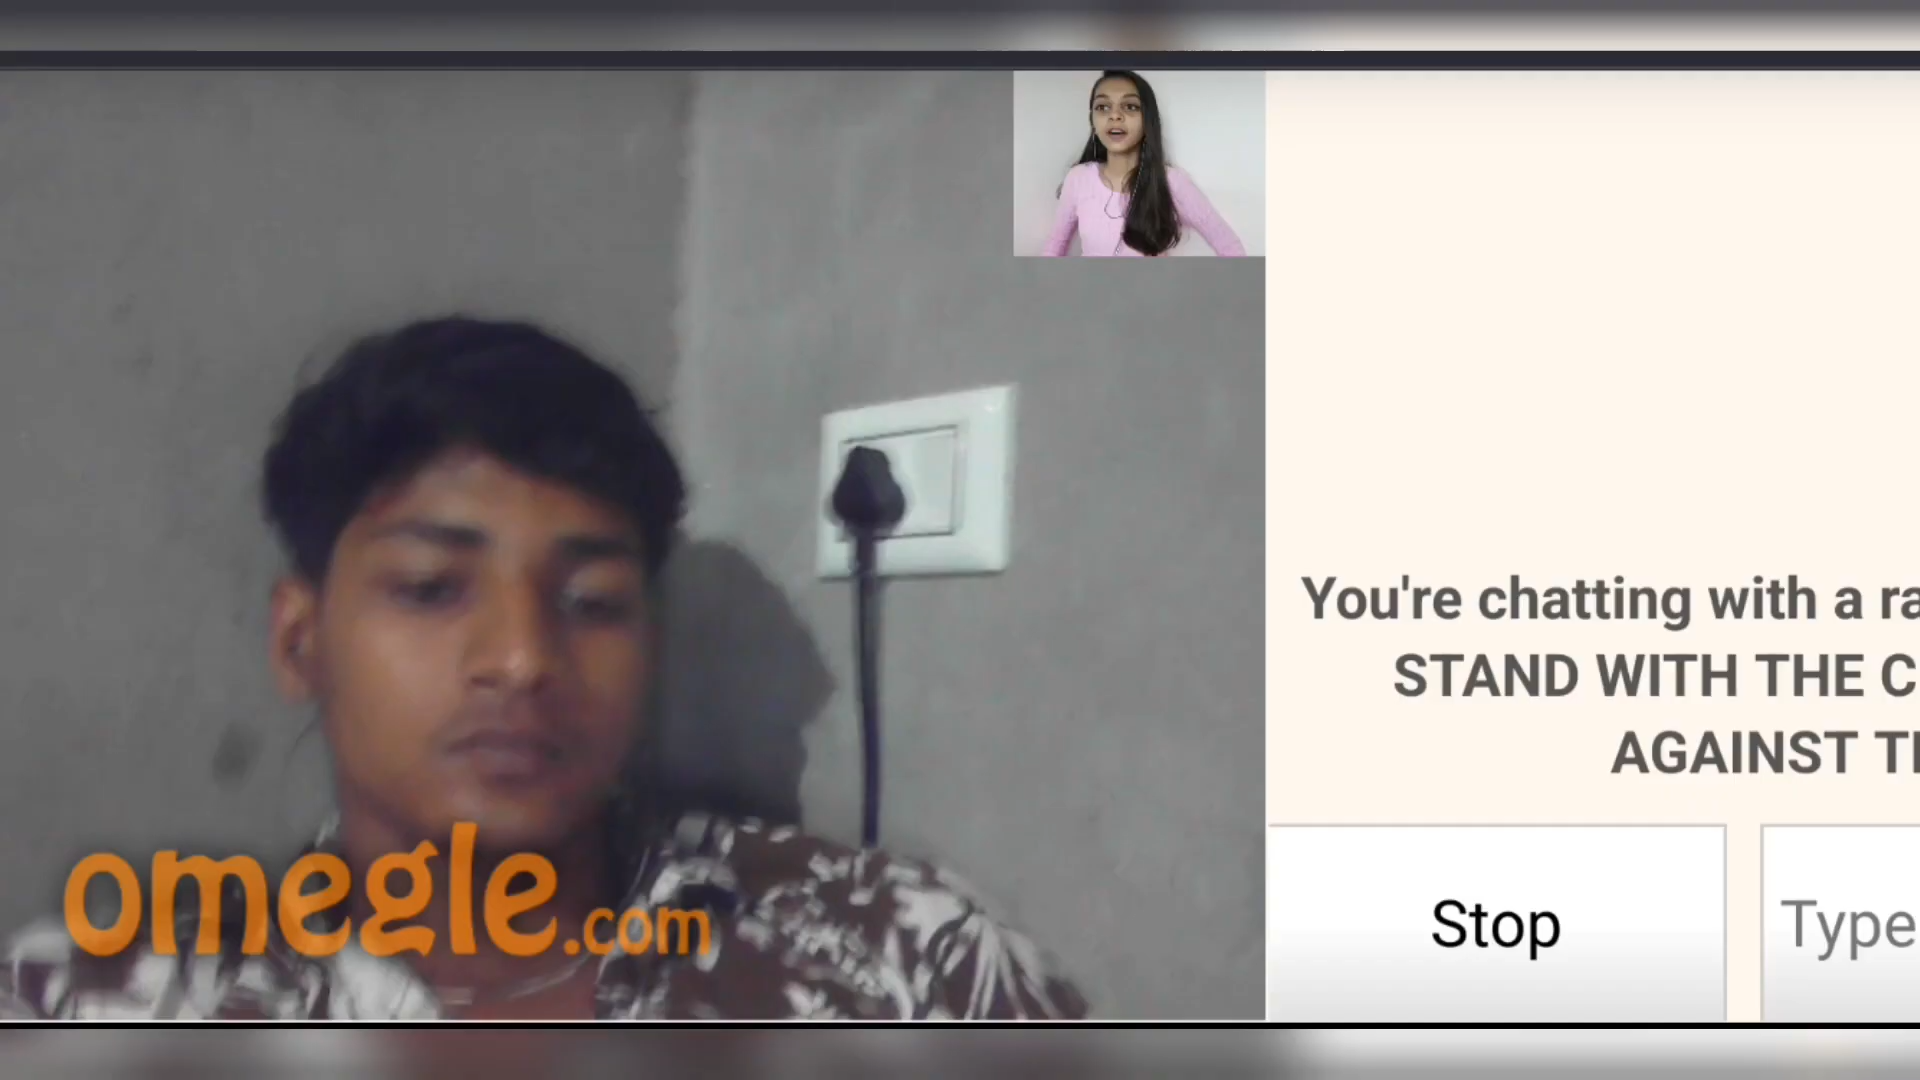 omegle.com
You're chatting with a ra
STAND WITH THE C
AGAINST T
Stop
Type